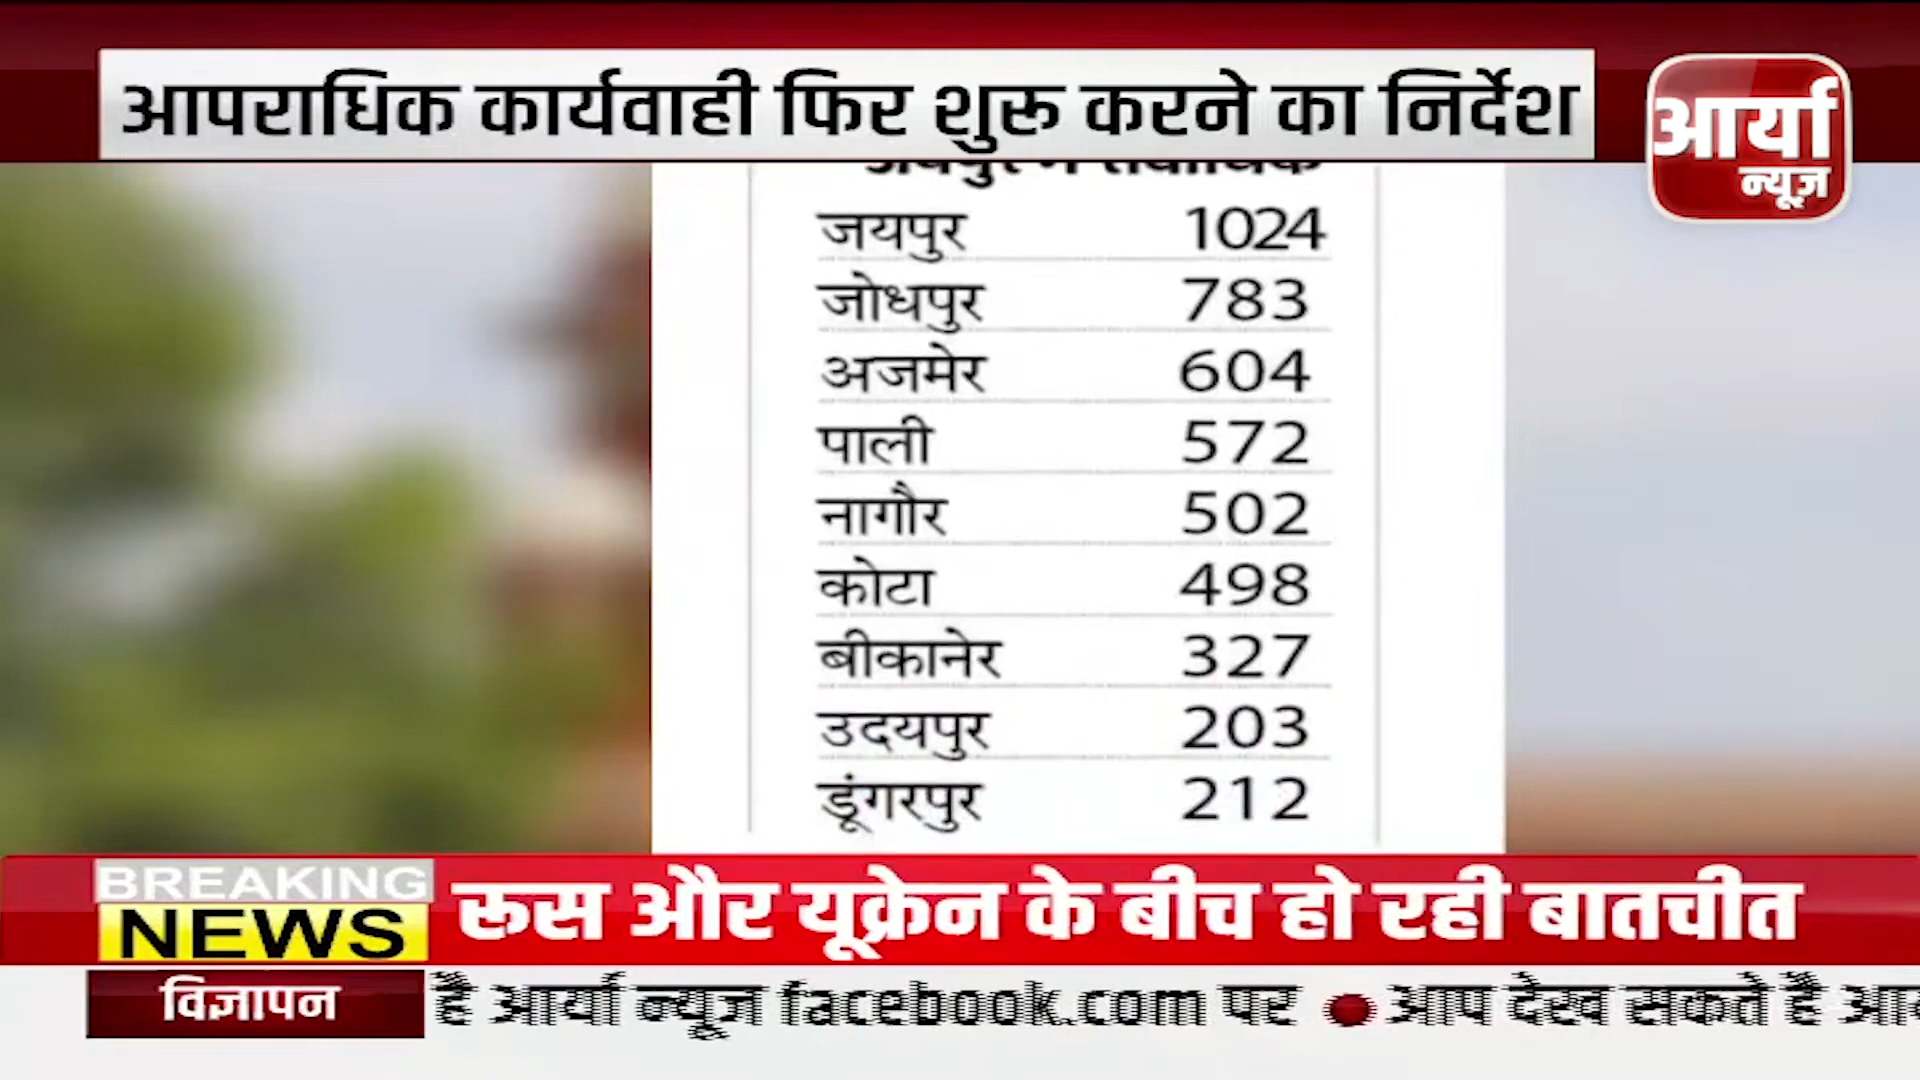 आपराधिक कार्यवाही फिर शुरू करने का निर्देश
आर्या
न्यूज़
जयपुर 1024
जोधपुर 783
अजमेर 604
पाली 572
नागौर 502
कोटा 498
बीकानेर 327
उदयपुर 203
डूंगरपुर 212
BREAKING
NEWS
रूस और यूक्रेन के बीच हो रही बातचीत
विज्ञापन
है आर्या न्यूज facebook.com पर ● आप देख सकते है